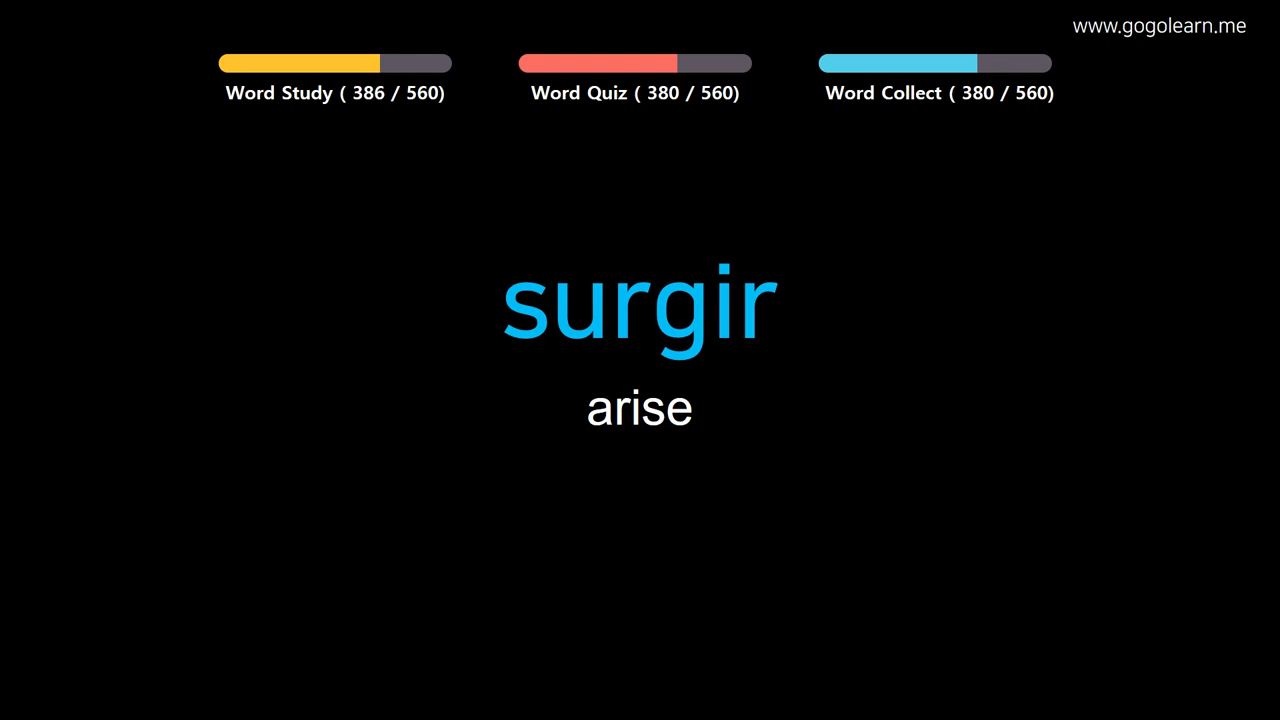 www.gogolearn.me
Word Study ( 386 / 560)
Word Quiz ( 380 / 560)
Word Collect ( 380 / 560)
surgir
arise